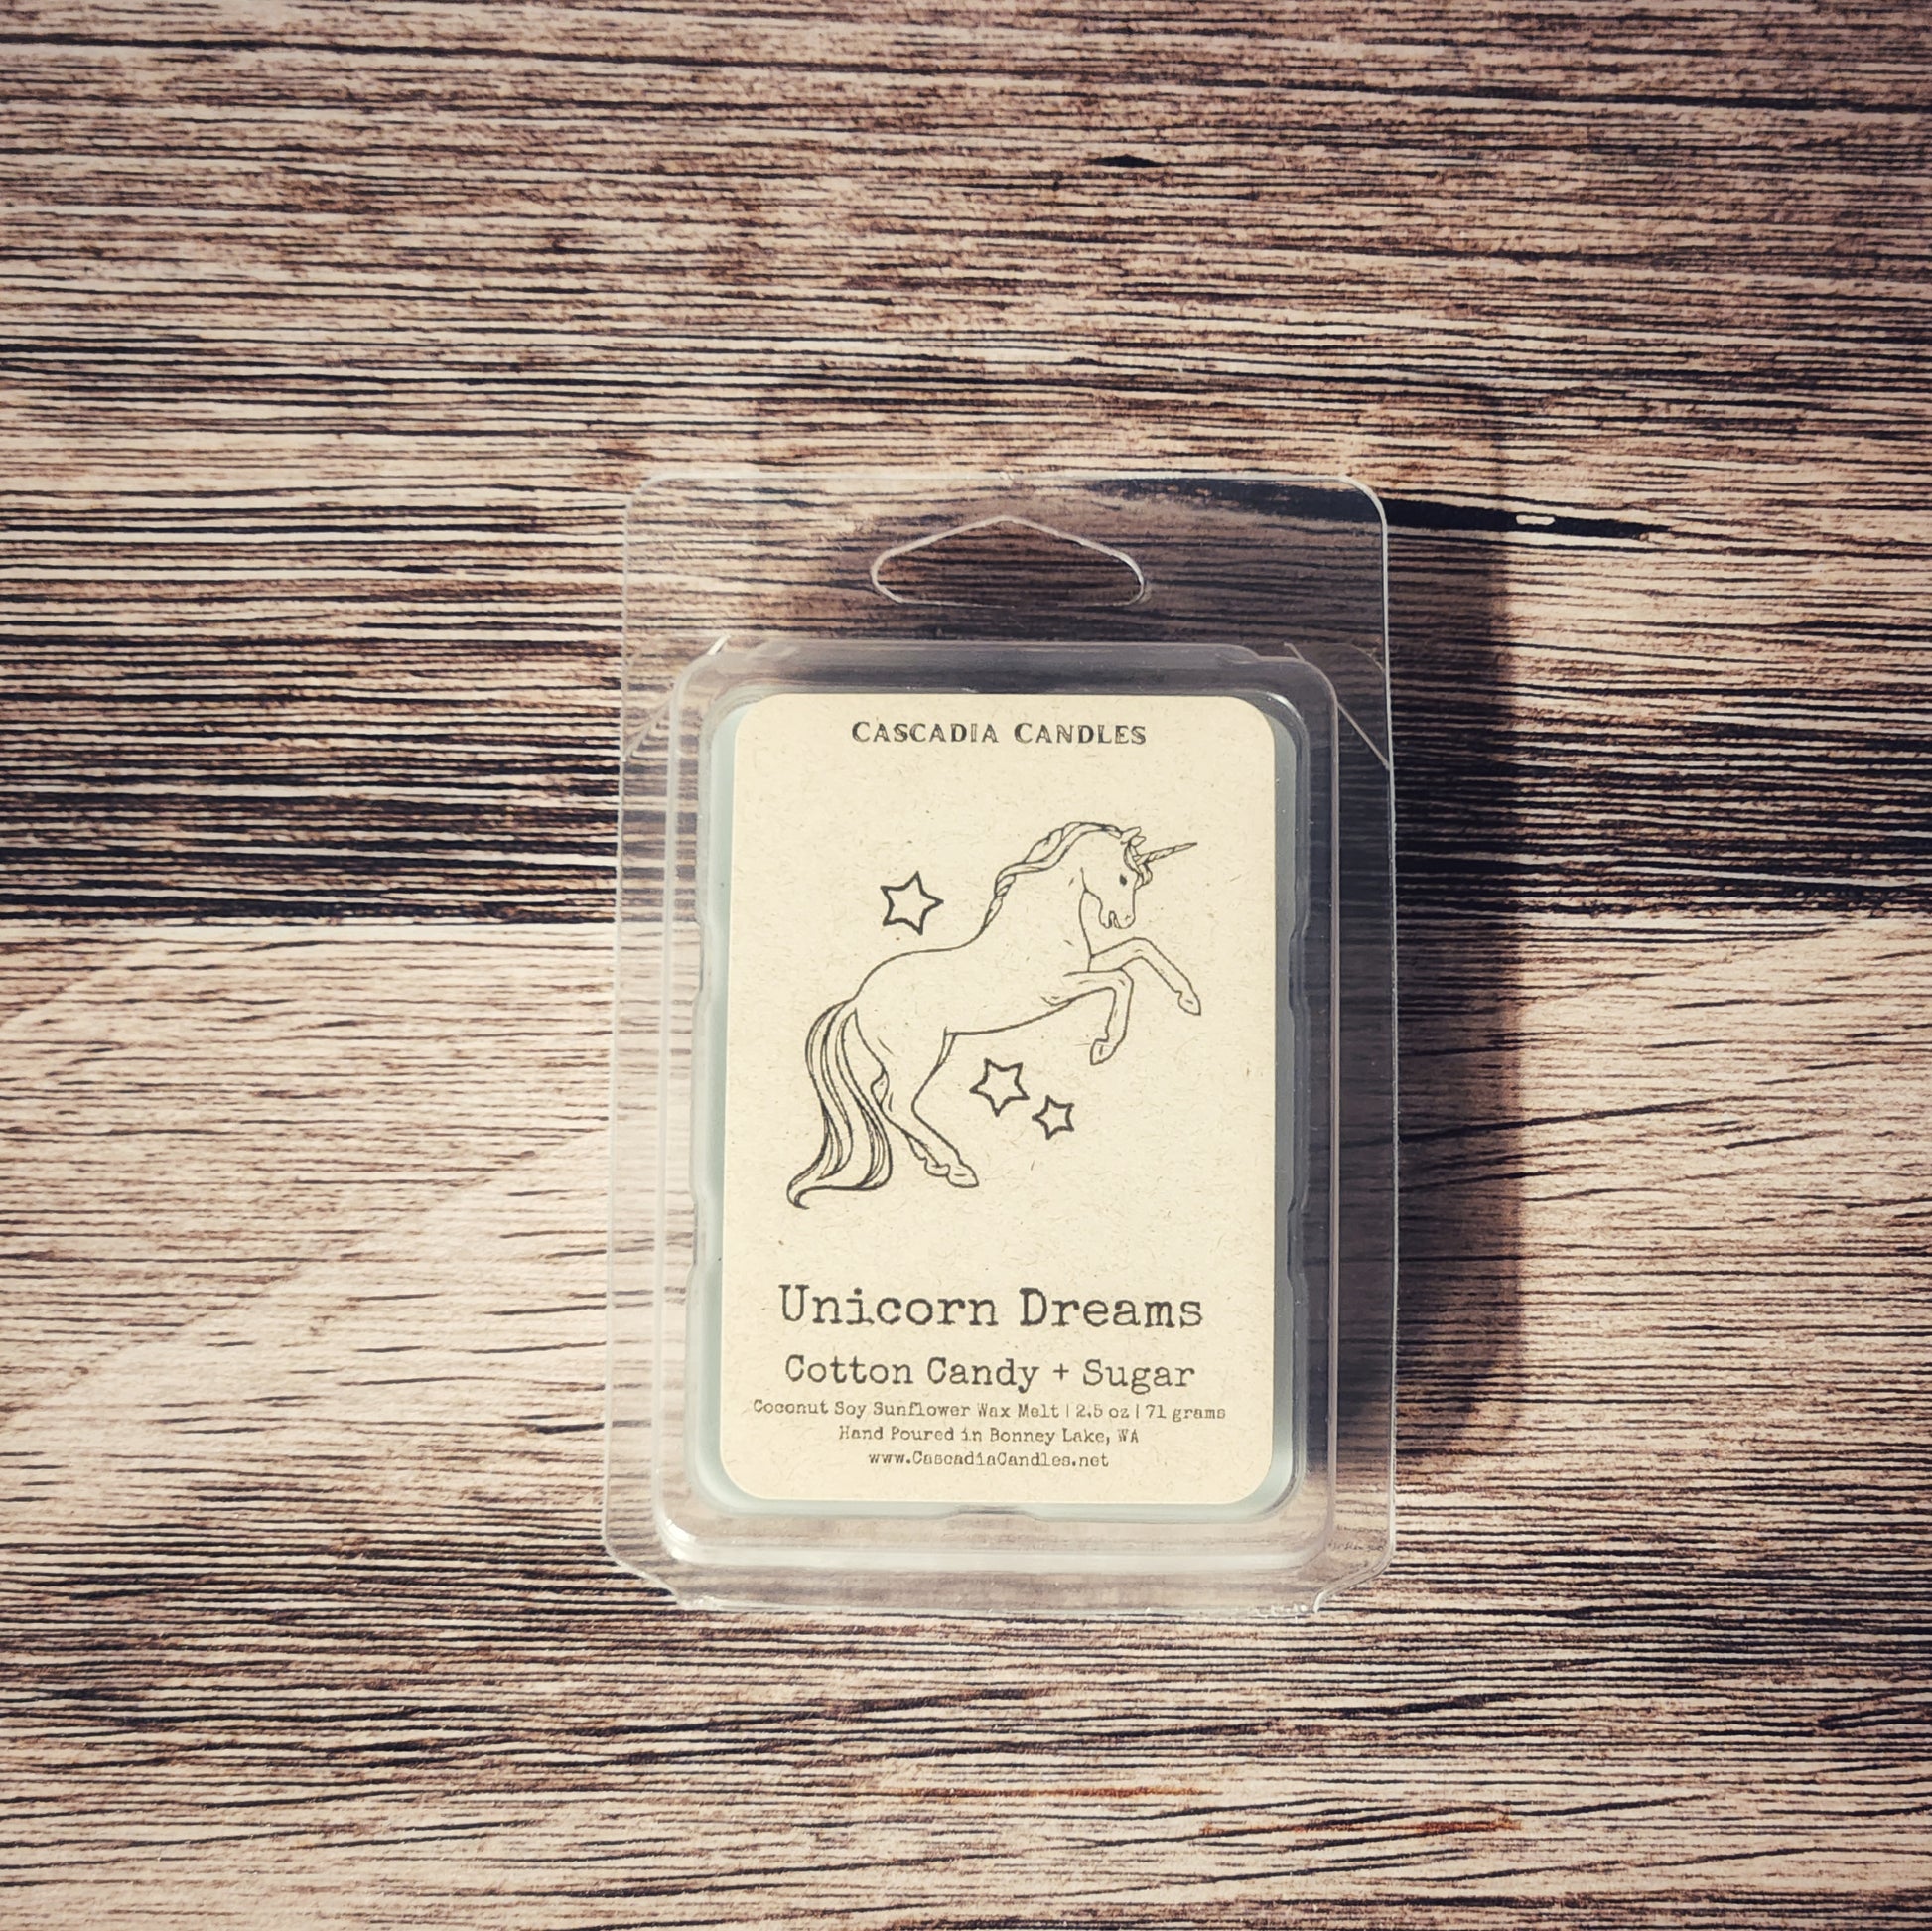 CASCADIA CANDLES
Unicorn Dreams
Cotton Candy + Sugar
Coconut Soy Sunflower Wax Melt | 2.5 oz | 71 grams
Hand Poured in Bonney Lake, WA
www.CascadiaCandles.net